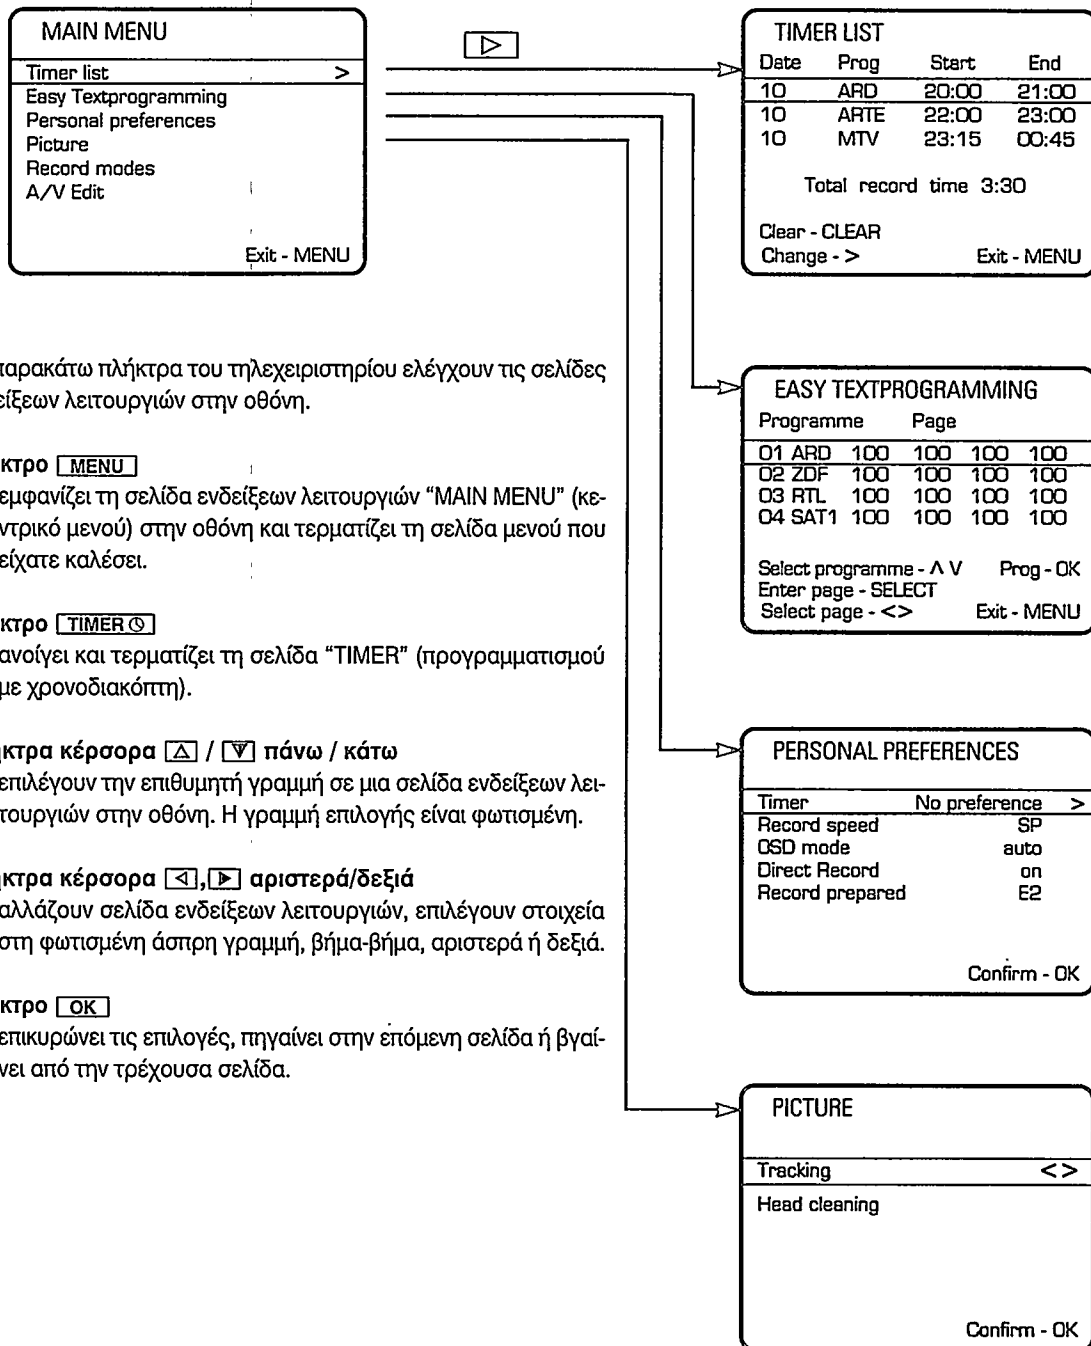 MAIN MENU
Timer list >
Easy Textprogramming
Personal preferences
Picture
Record modes
A/V Edit
Exit - MENU
παρακάτω πλήκτρα του τηλεχειριστηρίου ελέγχουν τις σελίδες
είξεων λειτουργιών στην οθόνη.
κτρο MENU
εμφανίζει τη σελίδα ενδείξεων λειτουργιών “MAIN MENU” (κε-
ντρικό μενού) στην οθόνη και τερματίζει τη σελίδα μενού που
είχατε καλέσει.
κτρο TIMER
ανοίγει και τερματίζει τη σελίδα “TIMER” (προγραμματισμού
με χρονοδιακόπτη).
κτρα κέρσορα △ / ▽ πάνω / κάτω
επιλέγουν την επιθυμητή γραμμή σε μια σελίδα ενδείξεων λει-
τουργιών στην οθόνη. Η γραμμή επιλογής είναι φωτισμένη.
κτρα κέρσορα ◁,▷ αριστερά/δεξιά
αλλάζουν σελίδα ενδείξεων λειτουργιών, επιλέγουν στοιχεία
στη φωτισμένη άσπρη γραμμή, βήμα-βήμα, αριστερά ή δεξιά.
κτρο OK
επικυρώνει τις επιλογές, πηγαίνει στην επόμενη σελίδα ή βγαί-
νει από την τρέχουσα σελίδα.
TIMER LIST
Date Prog Start End
10 ARD 20:00 21:00
10 ARTE 22:00 23:00
10 MTV 23:15 00:45
Total record time 3:30
Clear - CLEAR
Change - > Exit - MENU
EASY TEXTPROGRAMMING
Programme Page
01 ARD 100 100 100 100
02 ZDF 100 100 100 100
03 RTL 100 100 100 100
04 SAT1 100 100 100 100
Select programme - Λ V Prog - OK
Enter page - SELECT
Select page - <> Exit - MENU
PERSONAL PREFERENCES
Timer No preference >
Record speed SP
OSD mode auto
Direct Record on
Record prepared E2
Confirm - OK
PICTURE
Tracking <>
Head cleaning
Confirm - OK